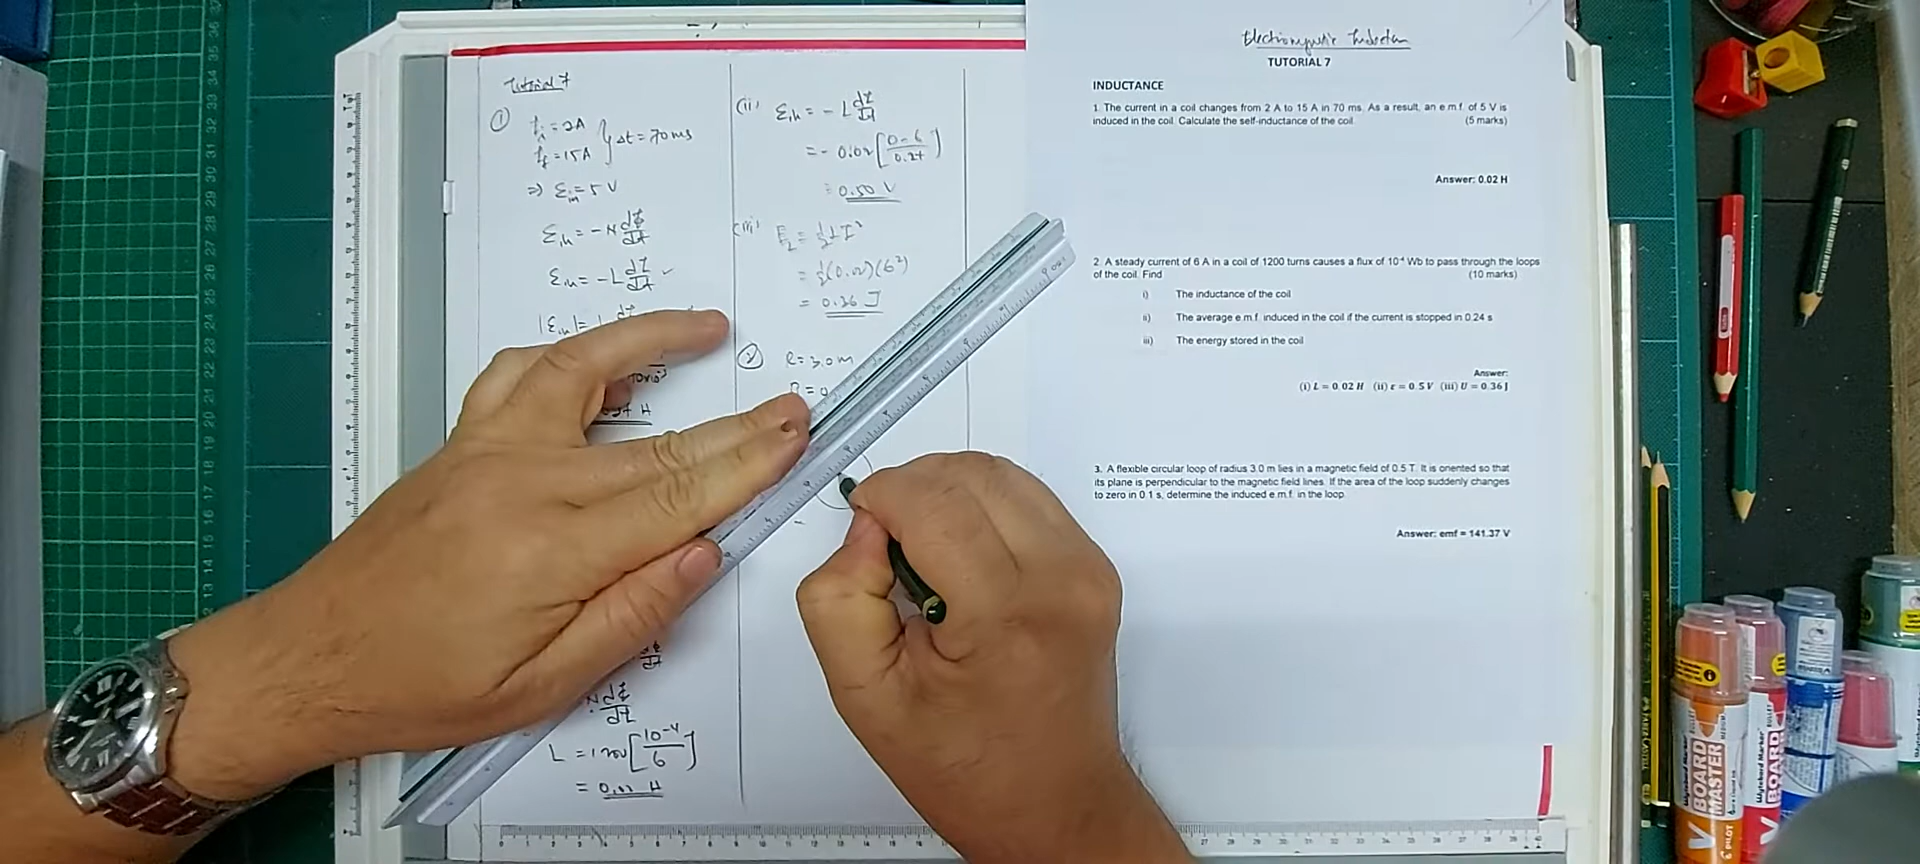 Tutorial 7
①
I_i = 2A
I_f = 15A } Δt = 70 ms
⇒ ε_in = 5 V
ε_in = - N dΦ/dt
ε_in = - L dI/dt ✓
N dΦ/dt
L = 1200 [10⁻⁴/6]
= 0.02 H
(ii) ε_in = - L dI/dt
= - 0.02 [0-6/0.24]
= 0.50 V
(iii) E_L = ½ L I²
= ½ (0.02)(6²)
= 0.36 J
R = 3.0 m
Electromagnetic Induction
TUTORIAL 7
INDUCTANCE
1. The current in a coil changes from 2 A to 15 A in 70 ms. As a result, an e.m.f. of 5 V is
induced in the coil. Calculate the self-inductance of the coil. (5 marks)
Answer: 0.02 H
2. A steady current of 6 A in a coil of 1200 turns causes a flux of 10⁻⁴ Wb to pass through the loops
of the coil. Find (10 marks)
i) The inductance of the coil
ii) The average e.m.f. induced in the coil if the current is stopped in 0.24 s
iii) The energy stored in the coil
Answer:
(i) L = 0.02 H (ii) ε = 0.5 V (iii) U = 0.36 J
3. A flexible circular loop of radius 3.0 m lies in a magnetic field of 0.5 T. It is oriented so that
its plane is perpendicular to the magnetic field lines. If the area of the loop suddenly changes
to zero in 0.1 s, determine the induced e.m.f. in the loop.
Answer: emf = 141.37 V
BOARD
MASTER
PILOT
BOARD
MASTER